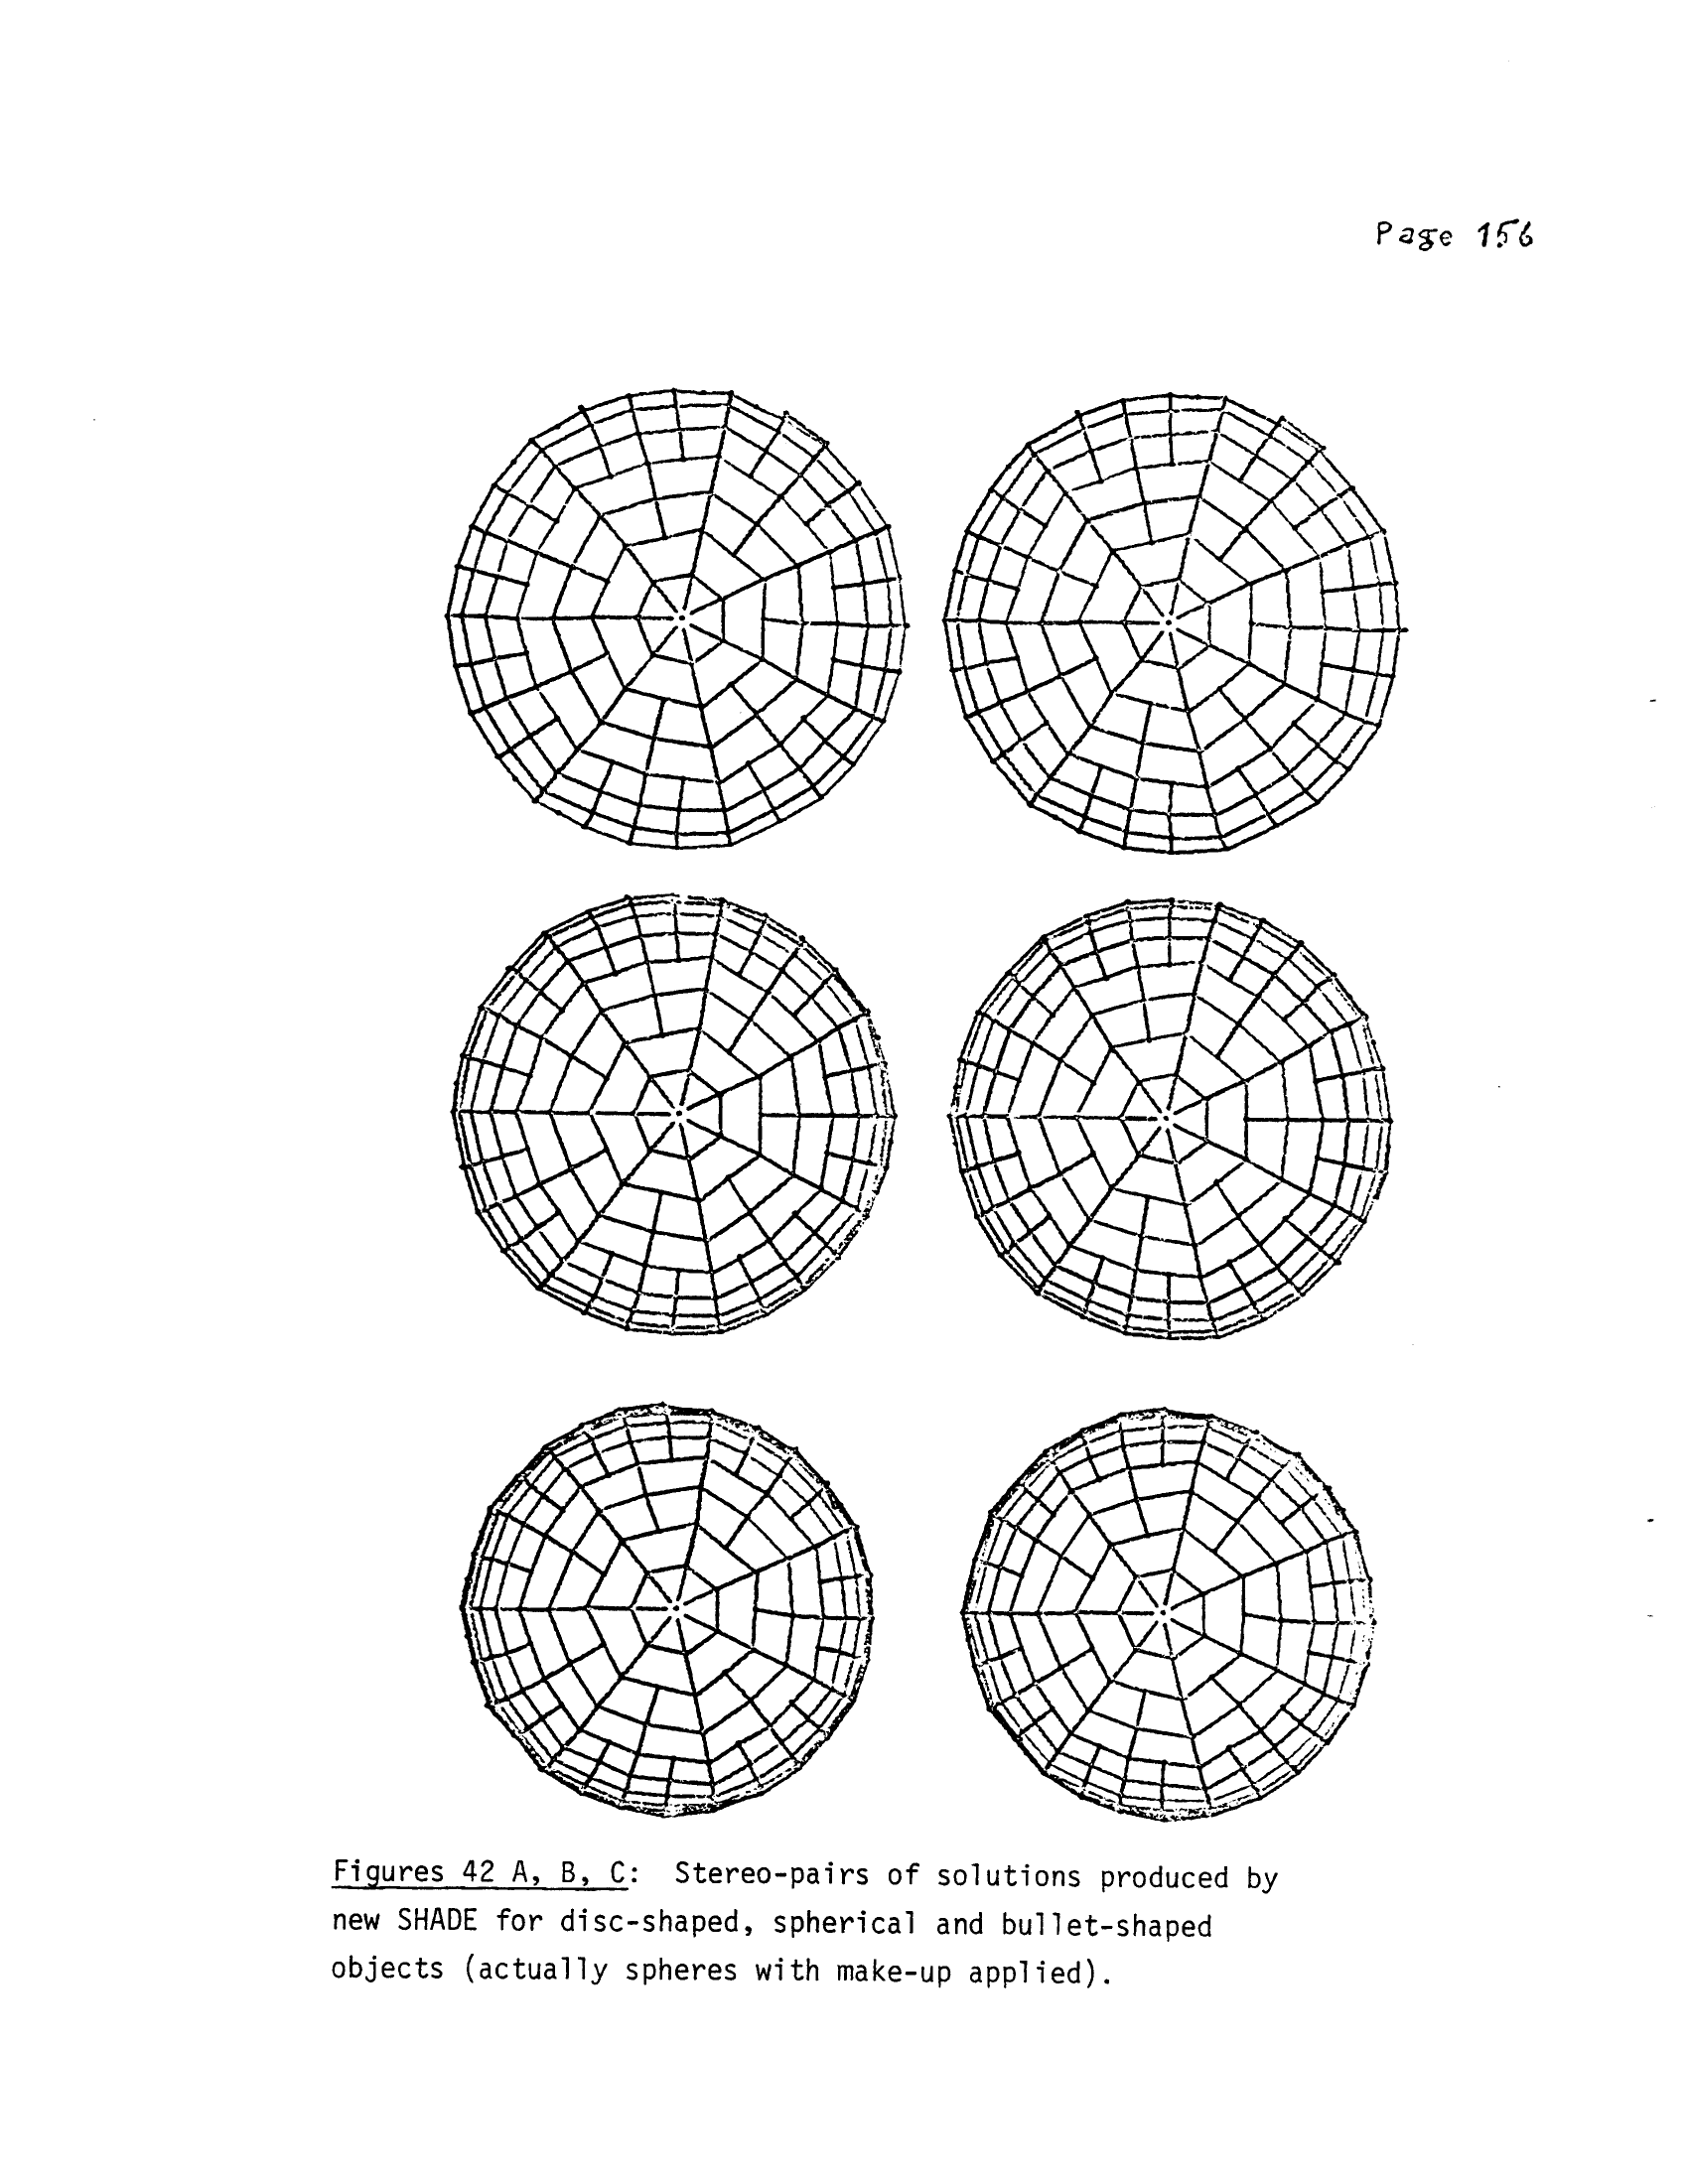 Page 156
Figures 42 A, B, C: Stereo-pairs of solutions produced by
new SHADE for disc-shaped, spherical and bullet-shaped
objects (actually spheres with make-up applied).